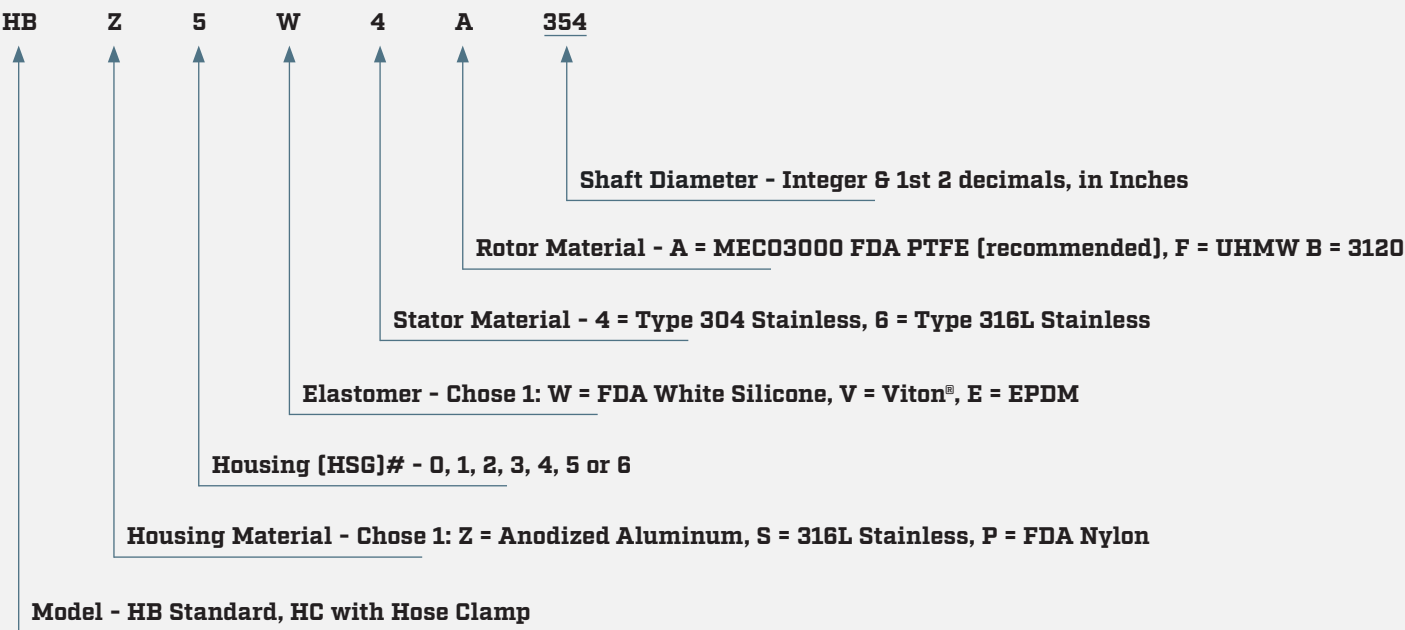 HB Z 5 W 4 A 354
Shaft Diameter - Integer & 1st 2 decimals, in Inches
Rotor Material - A = MECO3000 FDA PTFE (recommended), F = UHMW B = 3120
Stator Material - 4 = Type 304 Stainless, 6 = Type 316L Stainless
Elastomer - Chose 1: W = FDA White Silicone, V = Viton®, E = EPDM
Housing (HSG)# - 0, 1, 2, 3, 4, 5 or 6
Housing Material - Chose 1: Z = Anodized Aluminum, S = 316L Stainless, P = FDA Nylon
Model - HB Standard, HC with Hose Clamp